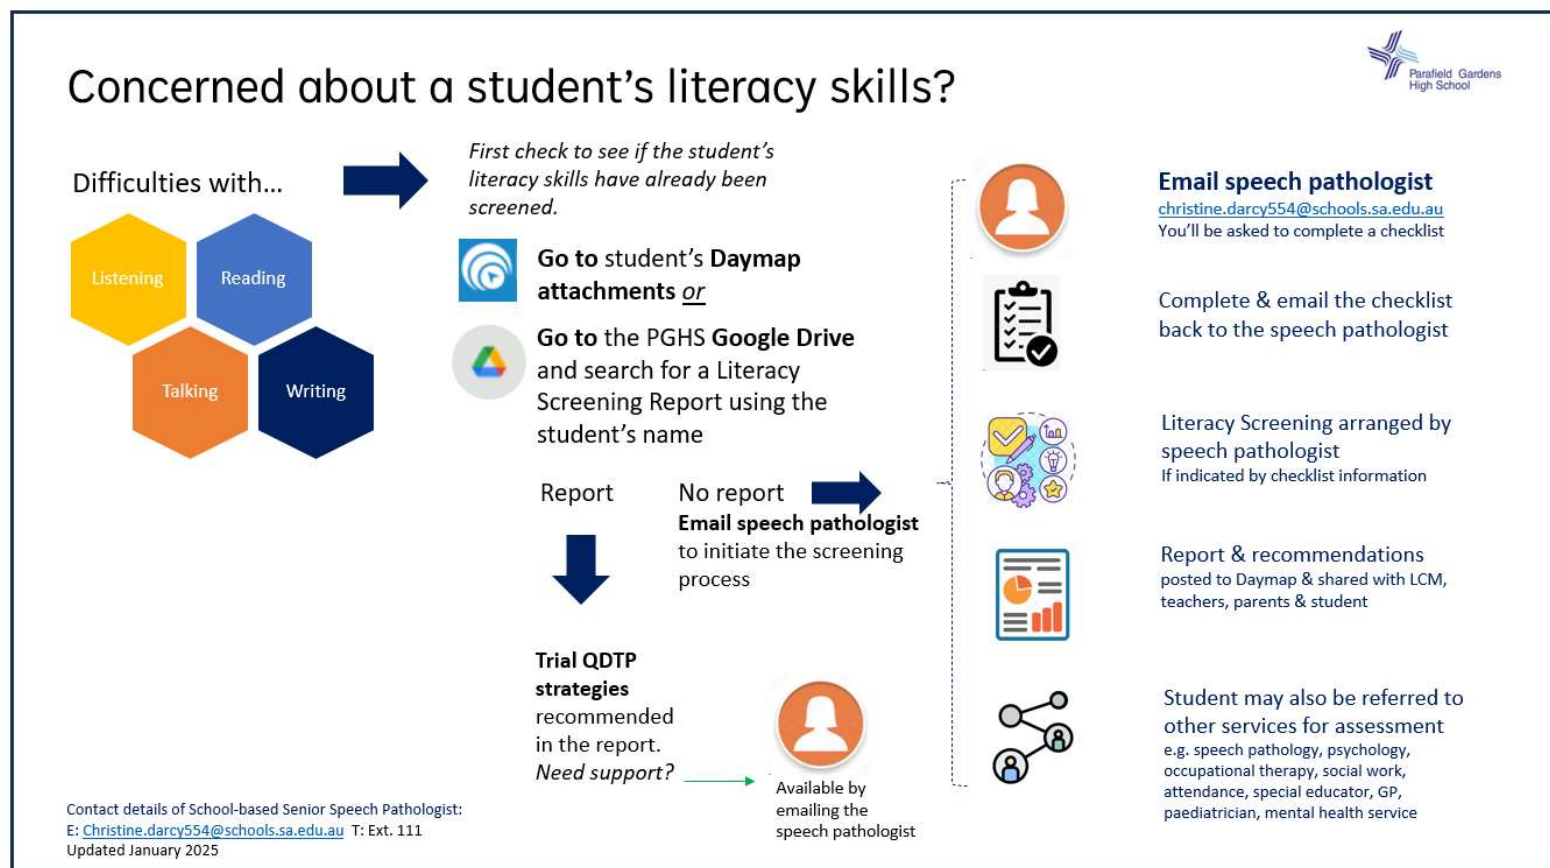 Concerned about a student's literacy skills?
Parafield Gardens
High School
Difficulties with...
Listening
Reading
Talking
Writing
First check to see if the student's
literacy skills have already been
screened.
Go to student's Daymap
attachments or
Go to the PGHS Google Drive
and search for a Literacy
Screening Report using the
student's name
Report
No report
Email speech pathologist
to initiate the screening
process
Trial QDTP
strategies
recommended
in the report.
Need support?
Available by
emailing the
speech pathologist
Email speech pathologist
christine.darcy554@schools.sa.edu.au
You'll be asked to complete a checklist
Complete & email the checklist
back to the speech pathologist
Literacy Screening arranged by
speech pathologist
If indicated by checklist information
Report & recommendations
posted to Daymap & shared with LCM,
teachers, parents & student
Student may also be referred to
other services for assessment
e.g. speech pathology, psychology,
occupational therapy, social work,
attendance, special educator, GP,
paediatrician, mental health service
Contact details of School-based Senior Speech Pathologist:
E: Christine.darcy554@schools.sa.edu.au T: Ext. 111
Updated January 2025